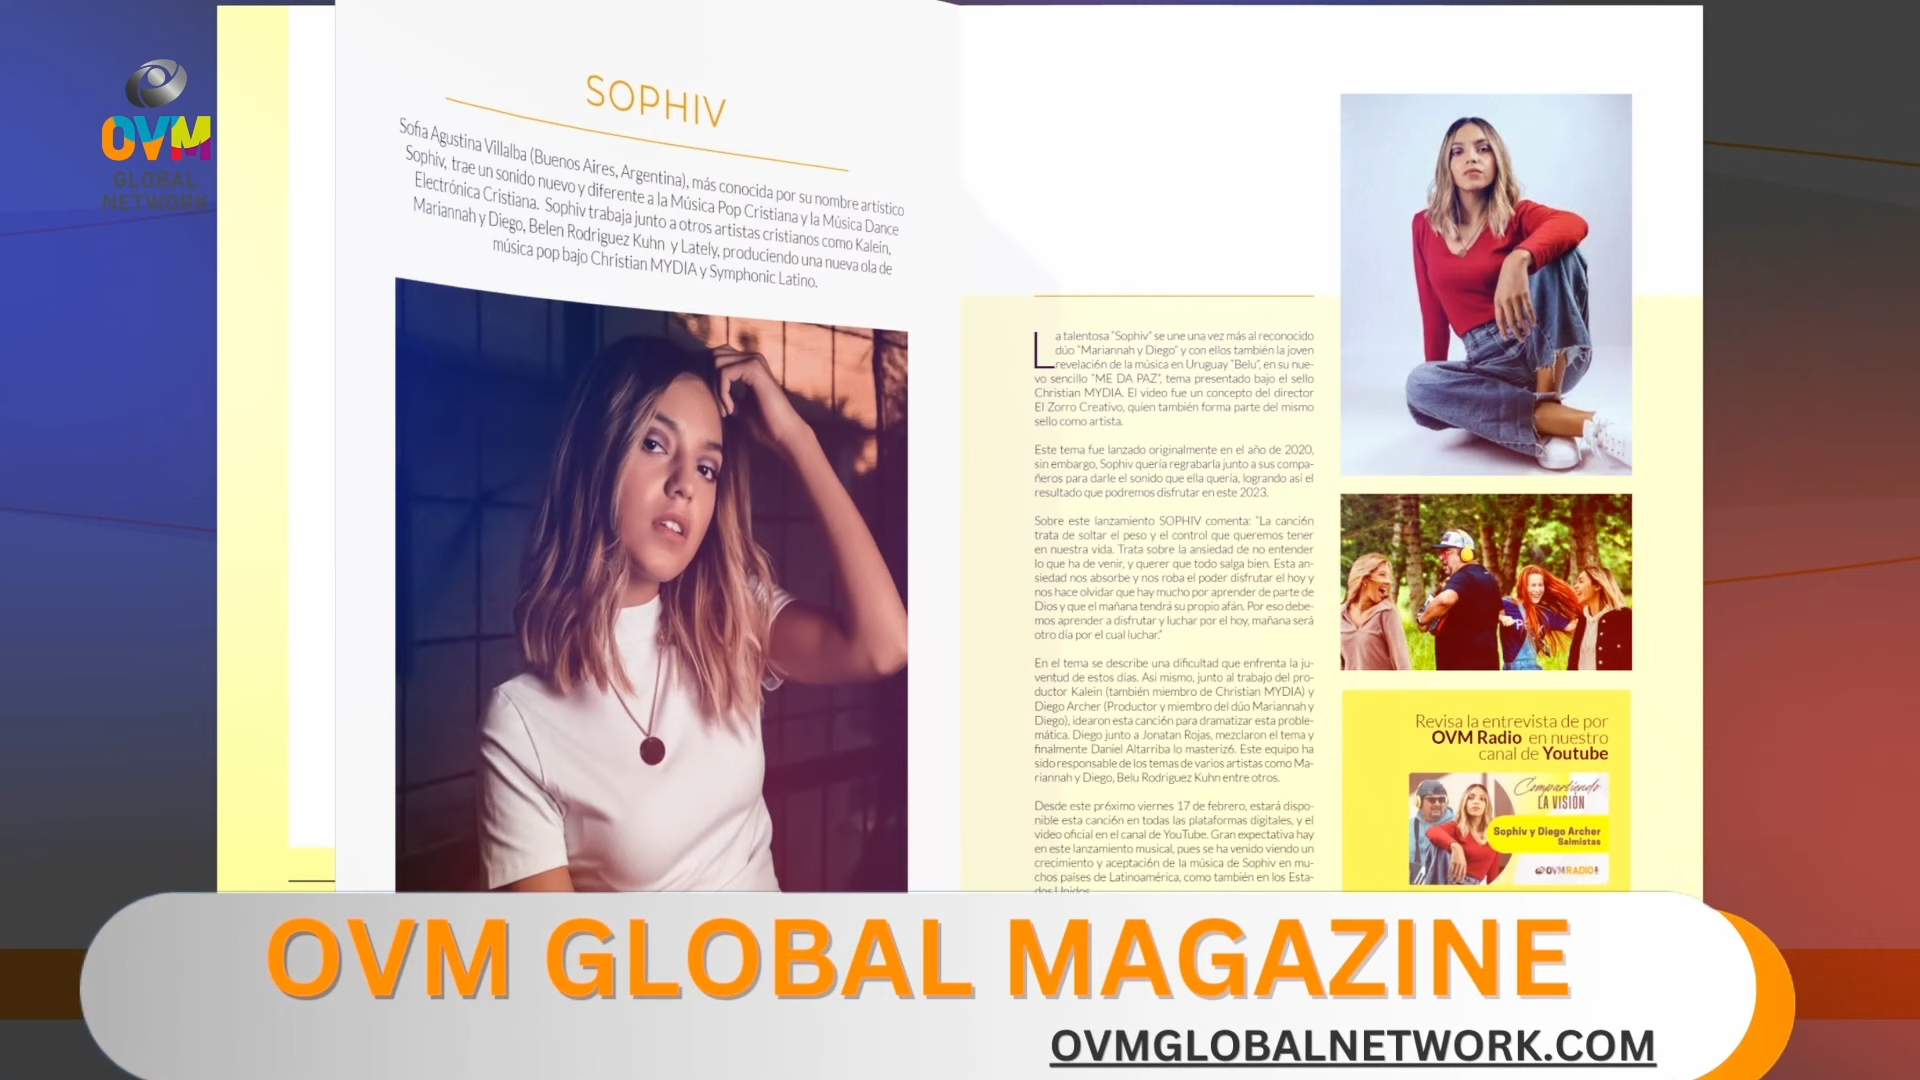 OVM
GLOBAL
NETWORK
SOPHIV
Sofia Agustina Villalba (Buenos Aires, Argentina), más conocida por su nombre artístico
Sophiv, trae un sonido nuevo y diferente a la Música Pop Cristiana y la Música Dance
Electrónica Cristiana. Sophiv trabaja junto a otros artistas cristianos como Kalein,
Mariannah y Diego, Belen Rodriguez Kuhn y Lately, produciendo una nueva ola de
música pop bajo Christian MYDIA y Symphonic Latino.
La talentosa "Sophiv" se une una vez más al reconocido
dúo "Mariannah y Diego" y con ellos también la joven
revelación de la música en Uruguay "Belu", en su nue-
vo sencillo "ME DA PAZ", tema presentado bajo el sello
Christian MYDIA. El video fue un concepto del director
El Zorro Creativo, quien también forma parte del mismo
sello como artista.
Este tema fue lanzado originalmente en el año de 2020,
sin embargo, Sophiv quería regrabarla junto a sus compa-
ñeros para darle el sonido que ella quería, logrando así el
resultado que podremos disfrutar en este 2023.
Sobre este lanzamiento SOPHIV comenta: "La canción
trata de soltar el peso y el control que queremos tener
en nuestra vida. Trata sobre la ansiedad de no entender
lo que ha de venir, y querer que todo salga bien. Esta an-
siedad nos absorbe y nos roba el poder disfrutar el hoy y
nos hace olvidar que hay mucho por aprender de parte de
Dios y que el mañana tendrá su propio afán. Por eso debe-
mos aprender a disfrutar y luchar por el hoy, mañana será
otro día por el cual luchar."
En el tema se describe una dificultad que enfrenta la ju-
ventud de estos días. Así mismo, junto al trabajo del pro-
ductor Kalein (también miembro de Christian MYDIA) y
Diego Archer (Productor y miembro del dúo Mariannah y
Diego), idearon esta canción para dramatizar esta proble-
mática. Diego junto a Jonatan Rojas, mezclaron el tema y
finalmente Daniel Altarriba lo masterizó. Este equipo ha
sido responsable de los temas de varios artistas como Ma-
riannah y Diego, Belu Rodriguez Kuhn entre otros.
Desde este próximo viernes 17 de febrero, estará dispo-
nible esta canción en todas las plataformas digitales, y el
video oficial en el canal de YouTube. Gran expectativa hay
en este lanzamiento musical, pues se ha venido viendo un
crecimiento y aceptación de la música de Sophiv en mu-
chos países de Latinoamérica, como también en los Esta-
dos Unidos.
Revisa la entrevista de por
OVM Radio en nuestro
canal de Youtube
Compartiendo
LA VISIÓN
Sophiv y Diego Archer
Salmistas
OVMRADIO
OVM GLOBAL MAGAZINE
OVMGLOBALNETWORK.COM